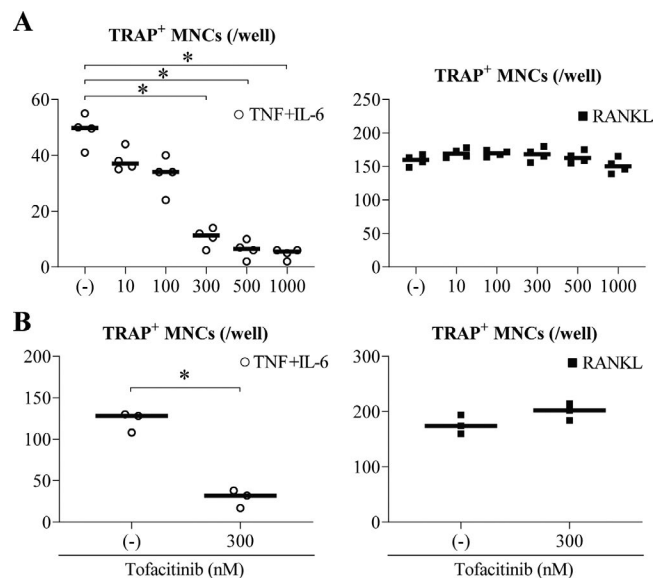 A
TRAP+ MNCs (/well)
*
*
*
60
40
20
0
TNF+IL-6
(-) 10 100 300 500 1000
TRAP+ MNCs (/well)
250
200
150
100
50
0
RANKL
(-) 10 100 300 500 1000
B
TRAP+ MNCs (/well)
200
150
100
50
0
TNF+IL-6
*
(-) 300
Tofacitinib (nM)
TRAP+ MNCs (/well)
300
200
100
0
RANKL
(-) 300
Tofacitinib (nM)